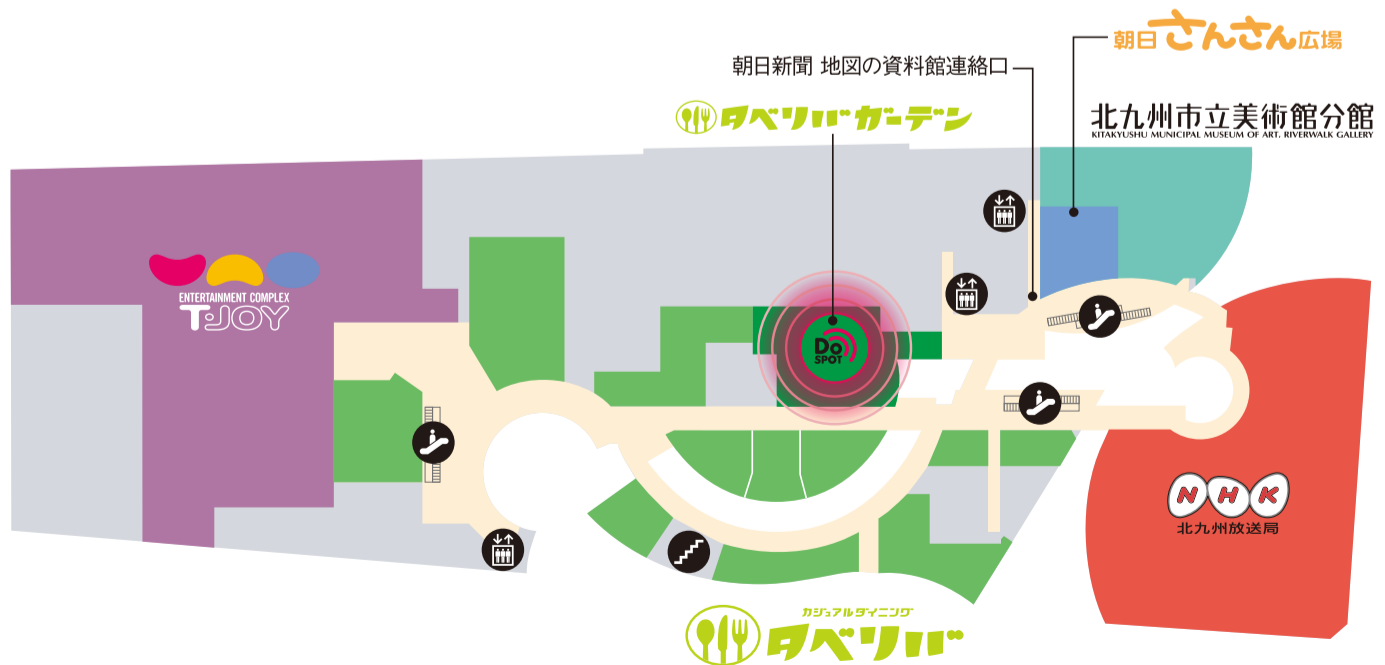 朝日 さんさん広場
朝日新聞 地図の資料館連絡口
タベリバガーデン
北九州市立美術館分館
KITAKYUSHU MUNICIPAL MUSEUM OF ART. RIVERWALK GALLERY
ENTERTAINMENT COMPLEX
T・JOY
Do
SPOT
NHK
北九州放送局
カジュアルダイニング
タベリバ